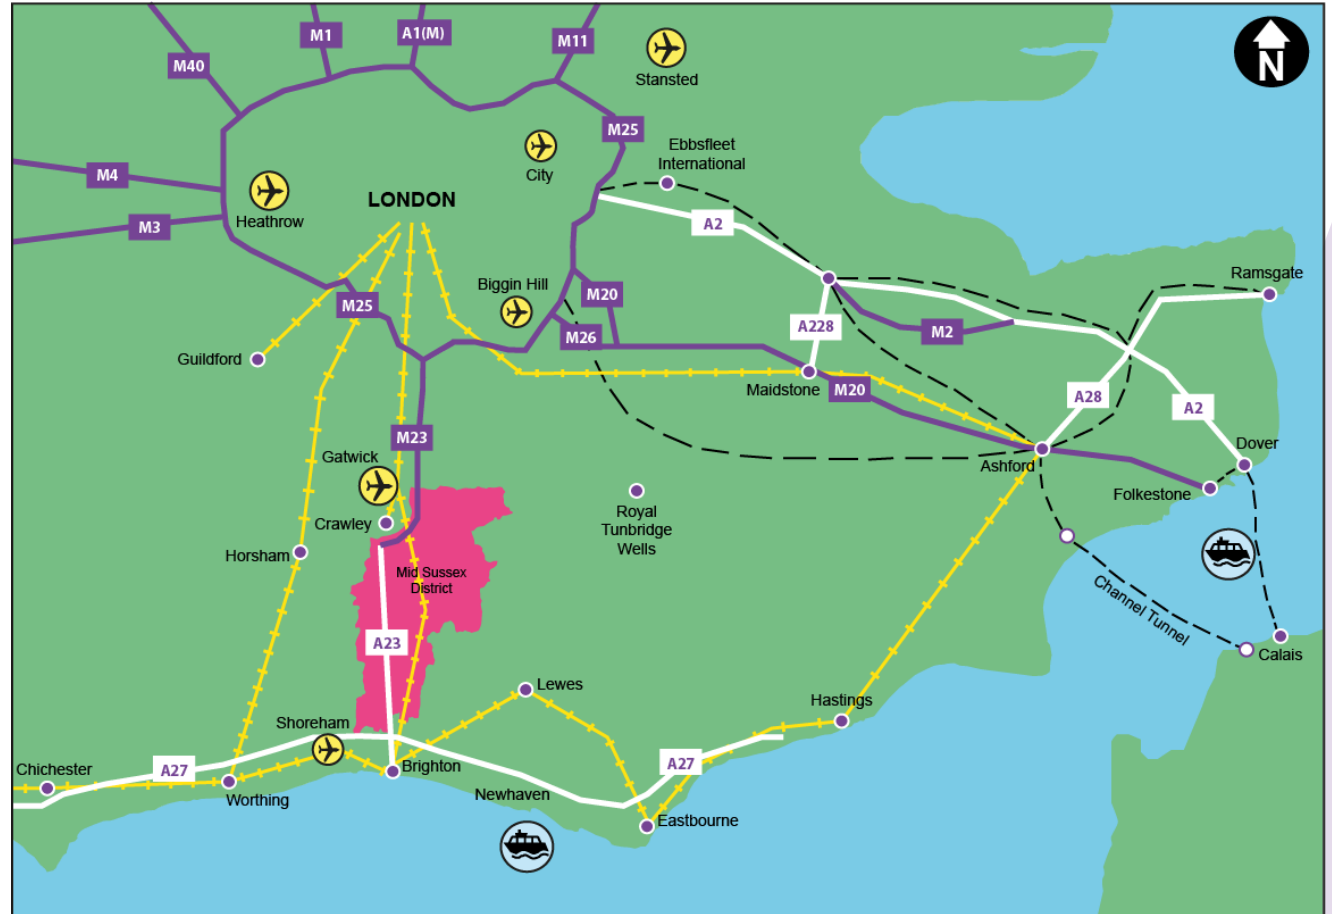 M1
A1(M)
M11
M40
Stansted
N
M25
Ebbsfleet
International
City
M4
LONDON
Heathrow
M3
A2
Ramsgate
Biggin Hill
M20
M25
M26
A228
M2
Guildford
Maidstone
M20
A28
A2
M23
Dover
Gatwick
Ashford
Folkestone
Crawley
Royal
Tunbridge
Wells
Horsham
Mid Sussex
District
Channel Tunnel
A23
Calais
Lewes
Hastings
Shoreham
Chichester
A27
Brighton
A27
Worthing
Newhaven
Eastbourne